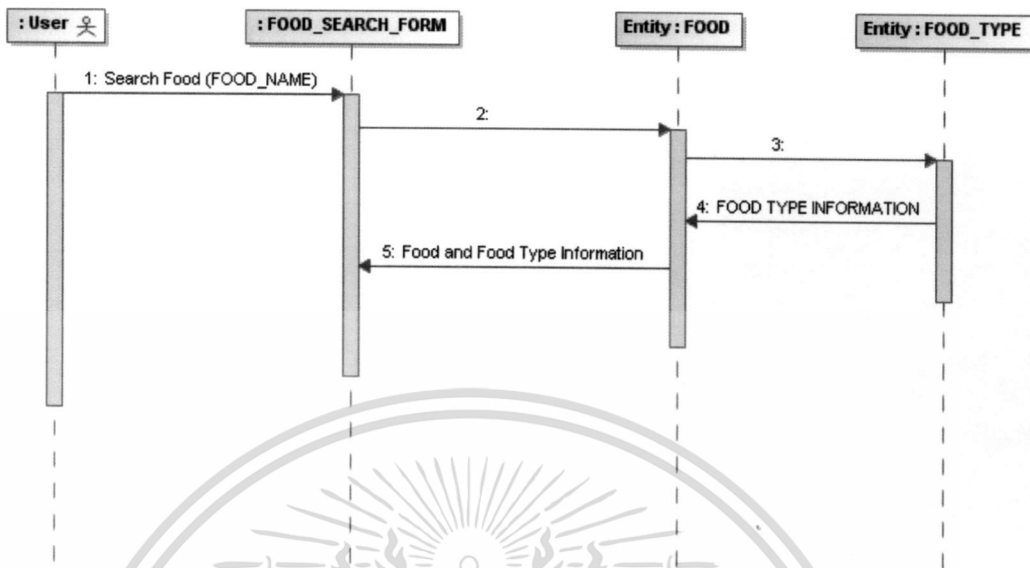 : User
: FOOD_SEARCH_FORM
Entity : FOOD
Entity : FOOD_TYPE
1: Search Food (FOOD_NAME)
2:
3:
4: FOOD TYPE INFORMATION
5: Food and Food Type Information